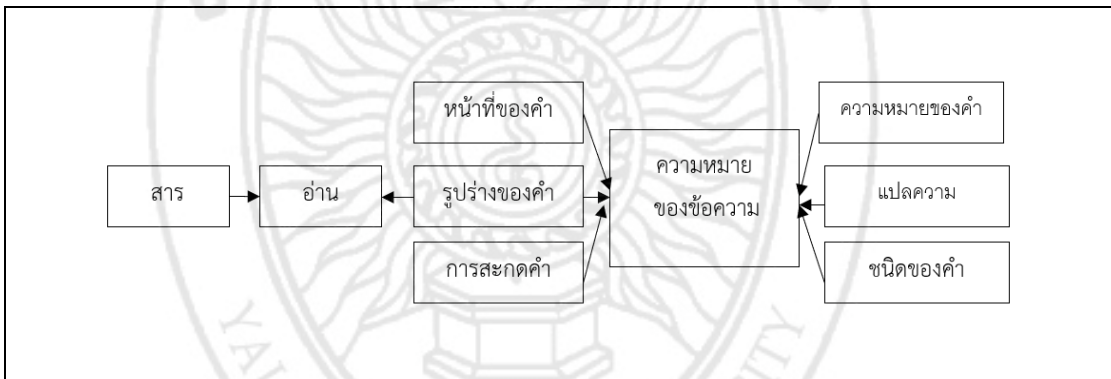 หน้าที่ของคำ
ความหมายของคำ
สาร
อ่าน
รูปร่างของคำ
ความหมาย
ของข้อความ
แปลความ
การสะกดคำ
ชนิดของคำ